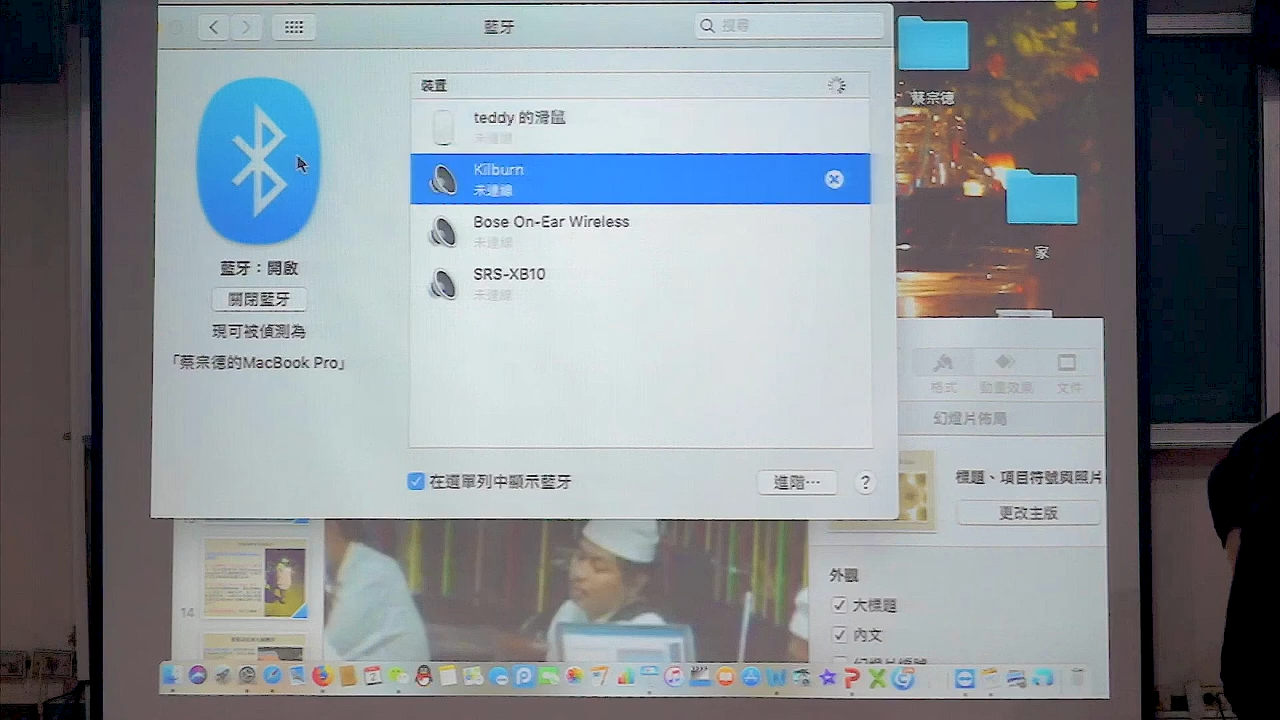 藍牙
搜尋
裝置
teddy 的滑鼠
未連線
Kilburn
未連線
Bose On-Ear Wireless
未連線
SRS-XB10
未連線
藍牙：開啟
關閉藍牙
現可被偵測為
「蔡宗德的MacBook Pro」
在選單列中顯示藍牙
進階…
?
蔡宗德
家
格式
動畫效果
文件
幻燈片佈局
標題、項目符號與照片
更改主版
外觀
大標題
內文
14